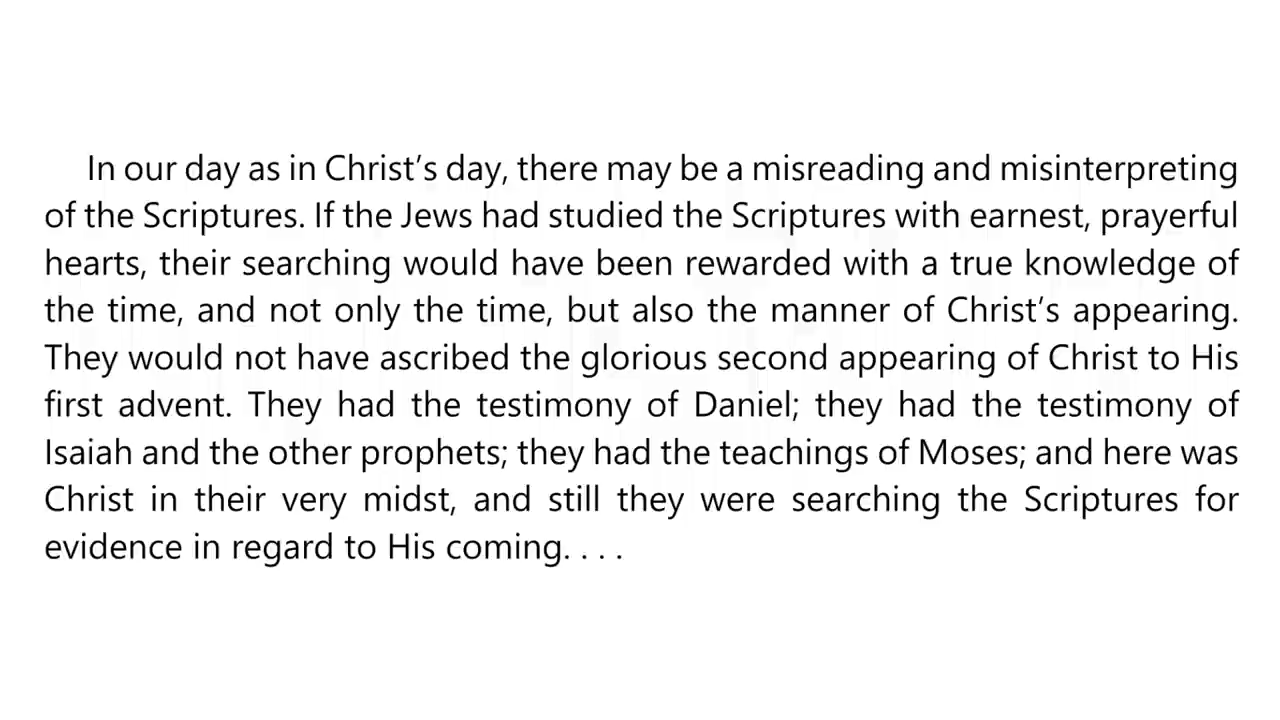 In our day as in Christ’s day, there may be a misreading and misinterpreting
of the Scriptures. If the Jews had studied the Scriptures with earnest, prayerful
hearts, their searching would have been rewarded with a true knowledge of
the time, and not only the time, but also the manner of Christ’s appearing.
They would not have ascribed the glorious second appearing of Christ to His
first advent. They had the testimony of Daniel; they had the testimony of
Isaiah and the other prophets; they had the teachings of Moses; and here was
Christ in their very midst, and still they were searching the Scriptures for
evidence in regard to His coming. . . .